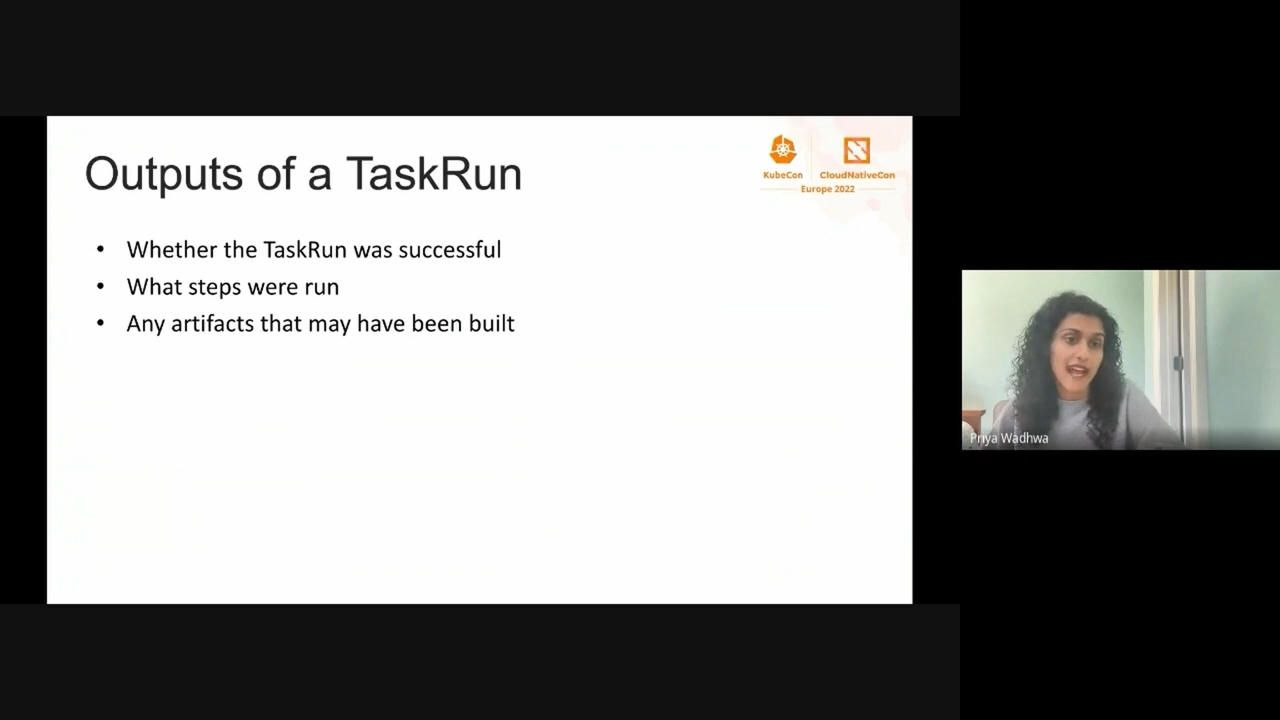 Outputs of a TaskRun
KubeCon
CloudNativeCon
Europe 2022
• Whether the TaskRun was successful
• What steps were run
• Any artifacts that may have been built
Priya Wadhwa